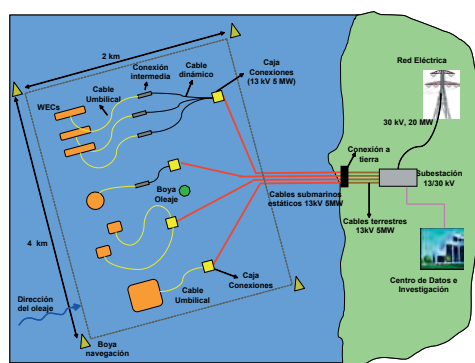 2 km
Conexión
intermedia
Cable
dinámico
Caja
Conexiones
(13 kV 5 MW)
Red Eléctrica
Cable
Umbilical
WECs
30 kV, 20 MW
Conexión a
tierra
Subestación
13/30 kV
Boya
Oleaje
Cables submarinos
estáticos 13kV 5MW
Cables terrestres
13kV 5MW
4 km
Cable
Umbilical
Caja
Conexiones
Centro de Datos e
Investigación
Dirección
del oleaje
Boya
navegación